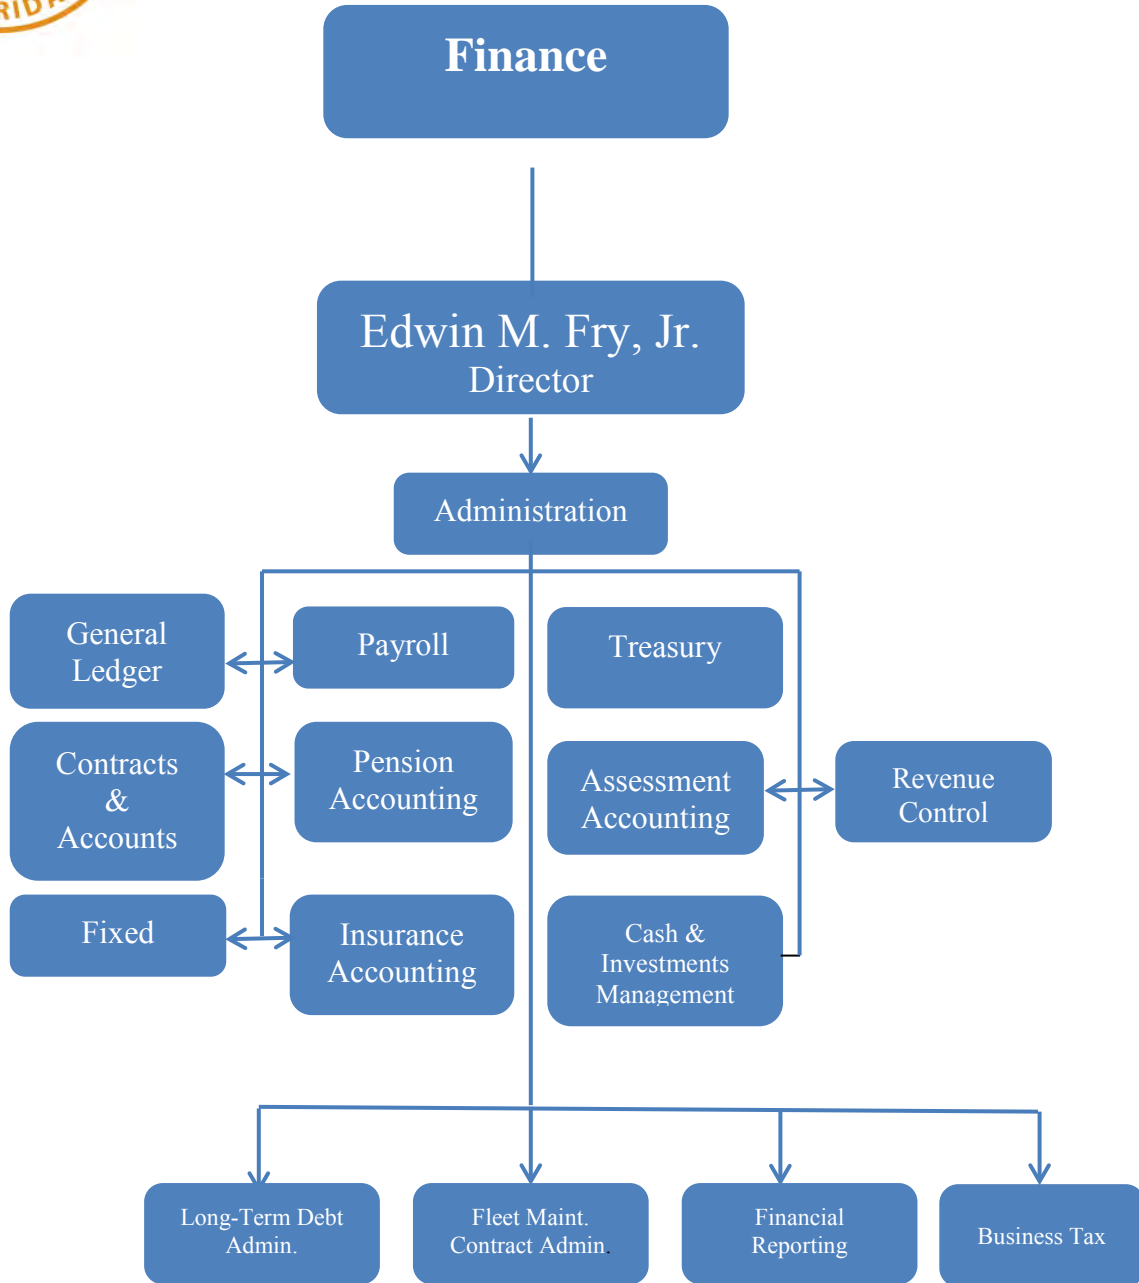 Finance
Edwin M. Fry, Jr.
Director
Administration
General
Ledger
Payroll
Treasury
Contracts
&
Accounts
Pension
Accounting
Assessment
Accounting
Revenue
Control
Fixed
Insurance
Accounting
Cash &
Investments
Management
Long-Term Debt
Admin.
Fleet Maint.
Contract Admin.
Financial
Reporting
Business Tax